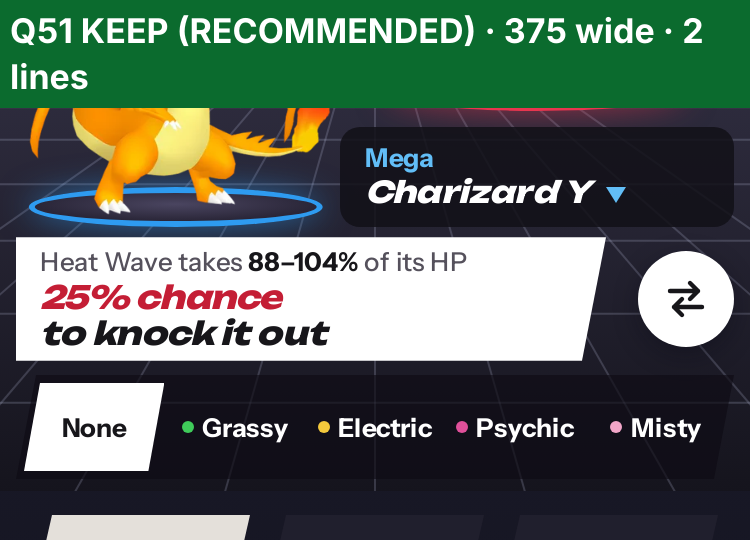 Q51 KEEP (RECOMMENDED) · 375 wide · 2
lines
Mega
Charizard Y ▼
Heat Wave takes 88–104% of its HP
25% chance
to knock it out
None
Grassy
Electric
Psychic
Misty